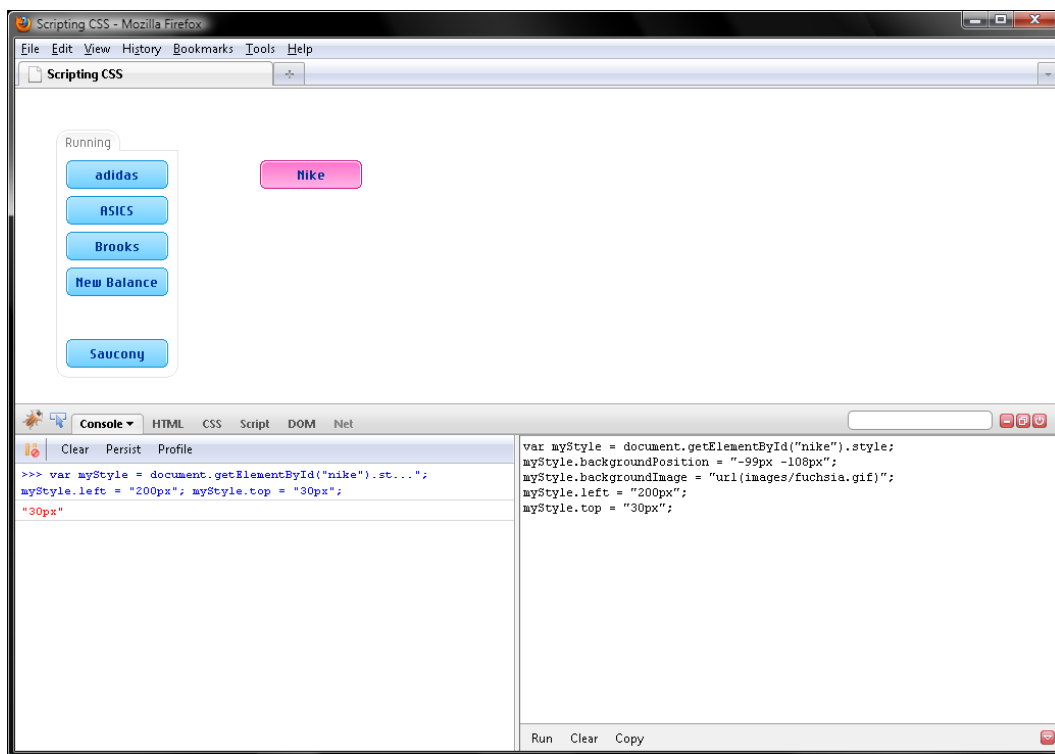 Scripting CSS - Mozilla Firefox
File Edit View History Bookmarks Tools Help
Scripting CSS
Running
adidas
Nike
ASICS
Brooks
New Balance
Saucony
Console HTML CSS Script DOM Net
Clear Persist Profile
>>> var myStyle = document.getElementById("nike").st...";
myStyle.left = "200px"; myStyle.top = "30px";
"30px"
var myStyle = document.getElementById("nike").style;
myStyle.backgroundPosition = "-99px -108px";
myStyle.backgroundImage = "url(images/fuchsia.gif)";
myStyle.left = "200px";
myStyle.top = "30px";
Run Clear Copy